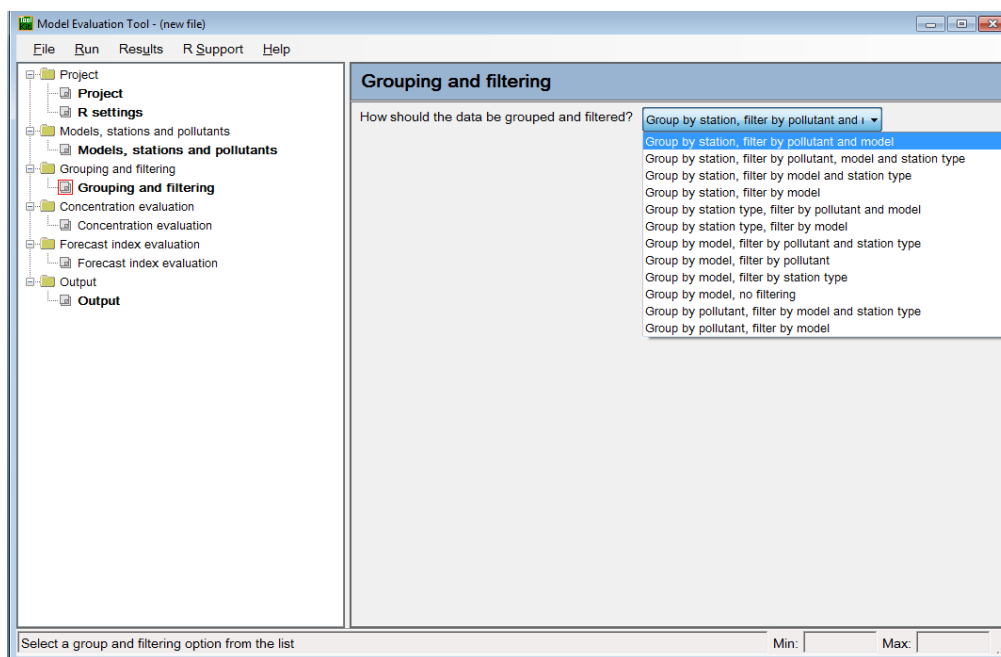 Model Evaluation Tool - (new file)
File Run Results R Support Help
Project
Project
R settings
Models, stations and pollutants
Models, stations and pollutants
Grouping and filtering
Grouping and filtering
Concentration evaluation
Concentration evaluation
Forecast index evaluation
Forecast index evaluation
Output
Output
Grouping and filtering
How should the data be grouped and filtered? Group by station, filter by pollutant and
Group by station, filter by pollutant and model
Group by station, filter by pollutant, model and station type
Group by station, filter by model and station type
Group by station, filter by model
Group by station type, filter by pollutant and model
Group by station type, filter by model
Group by model, filter by pollutant and station type
Group by model, filter by pollutant
Group by model, filter by station type
Group by model, no filtering
Group by pollutant, filter by model and station type
Group by pollutant, filter by model
Select a group and filtering option from the list Min: Max: